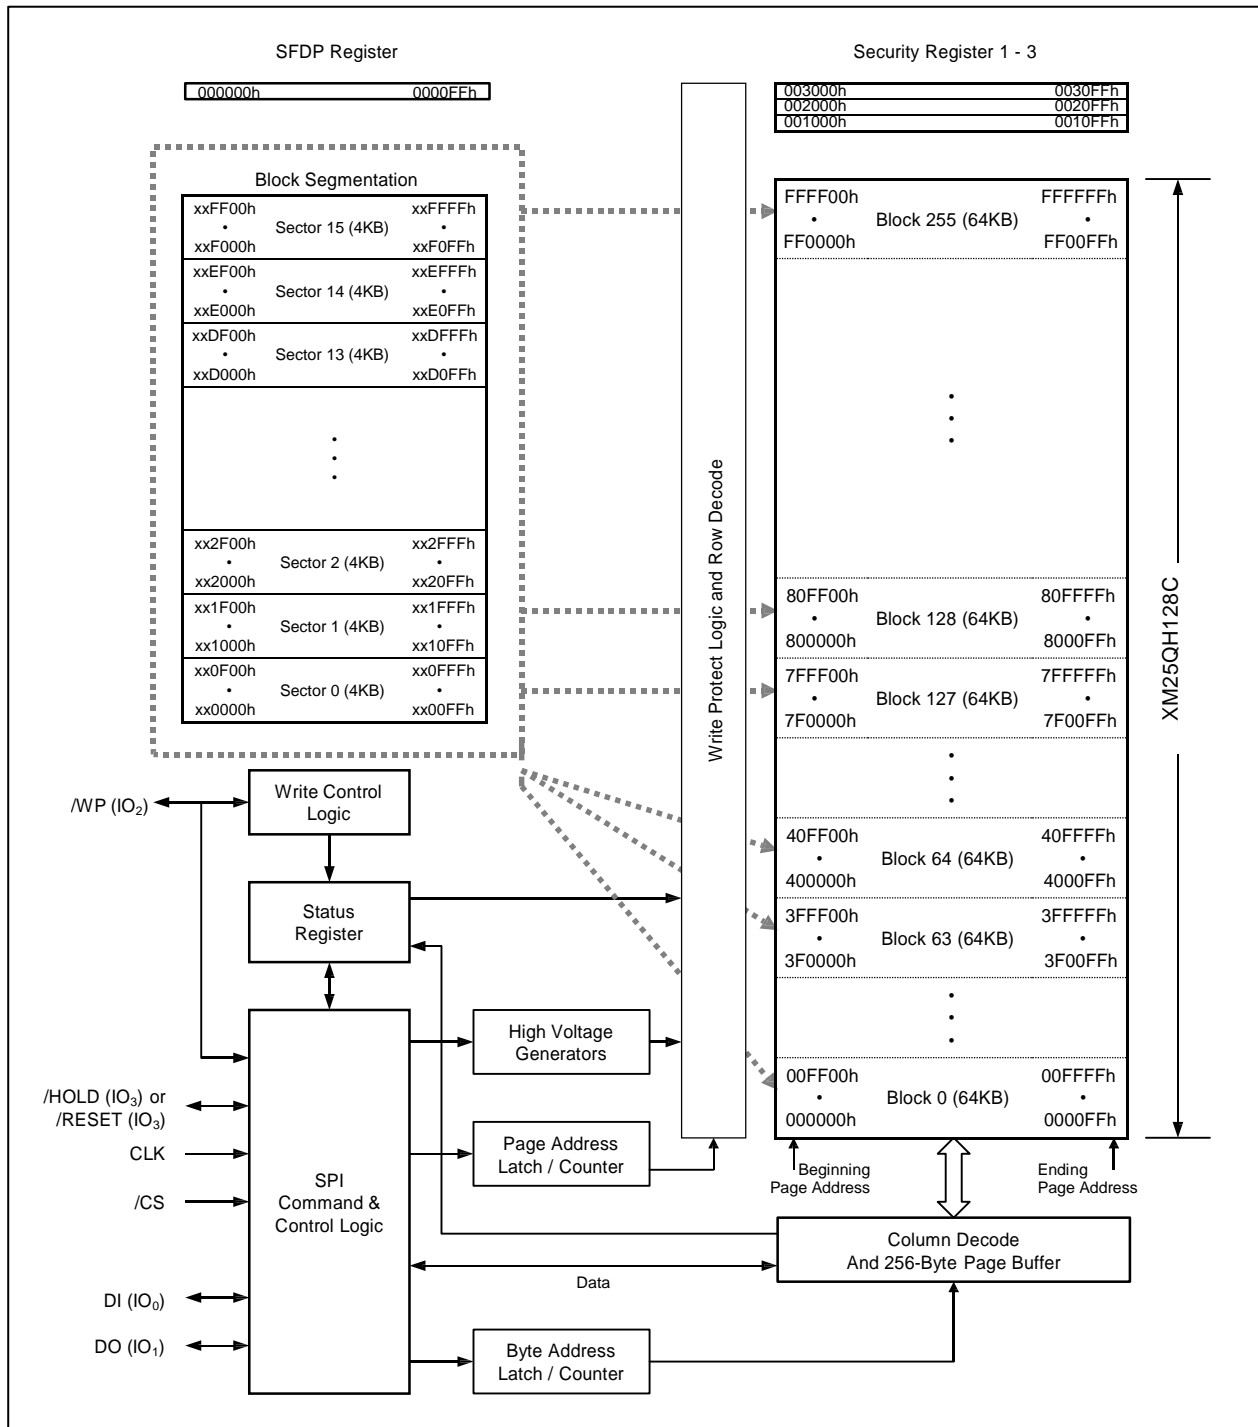 SFDP Register
000000h 0000FFh
Security Register 1 - 3
003000h 0030FFh
002000h 0020FFh
001000h 0010FFh
Block Segmentation
xxFF00h xxFFFFh
• Sector 15 (4KB) •
xxF000h xxF0FFh
xxEF00h xxEFFFh
• Sector 14 (4KB) •
xxE000h xxE0FFh
xxDF00h xxDFFFh
• Sector 13 (4KB) •
xxD000h xxD0FFh
xx2F00h xx2FFFh
• Sector 2 (4KB) •
xx2000h xx20FFh
xx1F00h xx1FFFh
• Sector 1 (4KB) •
xx1000h xx10FFh
xx0F00h xx0FFFh
• Sector 0 (4KB) •
xx0000h xx00FFh
Write Protect Logic and Row Decode
FFFF00h FFFFFFh
• Block 255 (64KB) •
FF0000h FF00FFh
80FF00h 80FFFFh
• Block 128 (64KB) •
800000h 8000FFh
7FFF00h 7FFFFFh
• Block 127 (64KB) •
7F0000h 7F00FFh
40FF00h 40FFFFh
• Block 64 (64KB) •
400000h 4000FFh
3FFF00h 3FFFFFh
• Block 63 (64KB) •
3F0000h 3F00FFh
00FF00h 00FFFFh
• Block 0 (64KB) •
000000h 0000FFh
XM25QH128C
Beginning
Page Address
Ending
Page Address
/WP (IO2)
Write Control
Logic
Status
Register
High Voltage
Generators
/HOLD (IO3) or
/RESET (IO3)
CLK
/CS
Page Address
Latch / Counter
SPI
Command &
Control Logic
Column Decode
And 256-Byte Page Buffer
Data
DI (IO0)
DO (IO1)
Byte Address
Latch / Counter